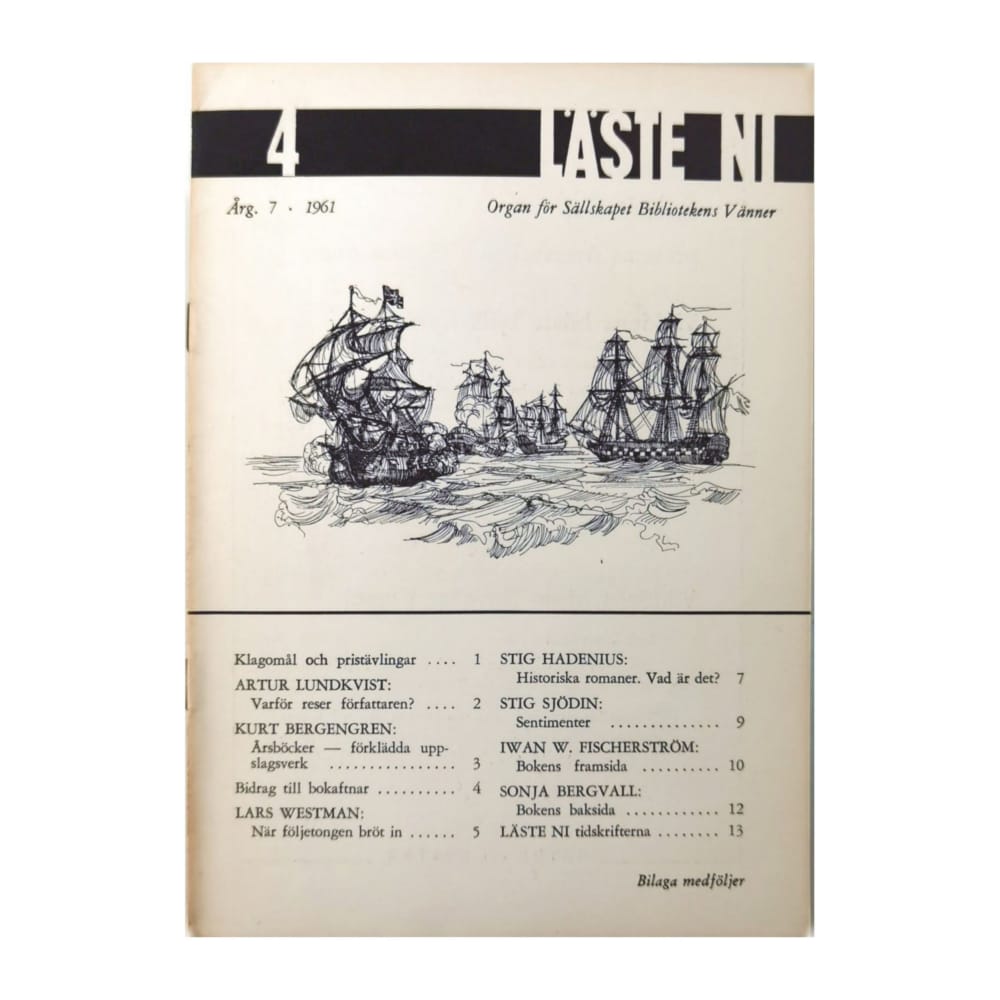 4 LÄSTE NI
Årg. 7 · 1961 Organ för Sällskapet Bibliotekens Vänner
Klagomål och pristävlingar .... 1
ARTUR LUNDKVIST:
Varför reser författaren? .... 2
KURT BERGENGREN:
Årsböcker — förklädda upp-
slagsverk ................ 3
Bidrag till bokaftnar .......... 4
LARS WESTMAN:
När följetongen bröt in ...... 5
STIG HADENIUS:
Historiska romaner. Vad är det? 7
STIG SJÖDIN:
Sentimenter .............. 9
IWAN W. FISCHERSTRÖM:
Bokens framsida .......... 10
SONJA BERGVALL:
Bokens baksida ............ 12
LÄSTE NI tidskrifterna ........ 13
Bilaga medföljer